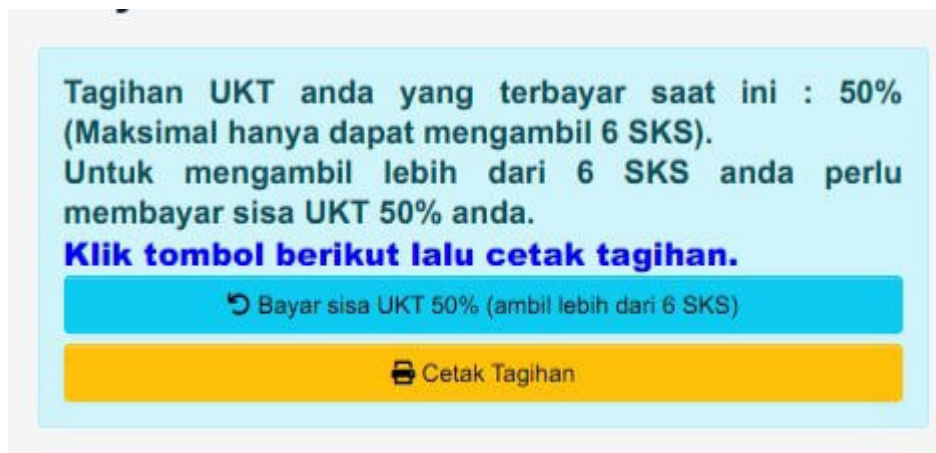 Tagihan UKT anda yang terbayar saat ini : 50%
(Maksimal hanya dapat mengambil 6 SKS).
Untuk mengambil lebih dari 6 SKS anda perlu
membayar sisa UKT 50% anda.
Klik tombol berikut lalu cetak tagihan.
Bayar sisa UKT 50% (ambil lebih dari 6 SKS)
Cetak Tagihan